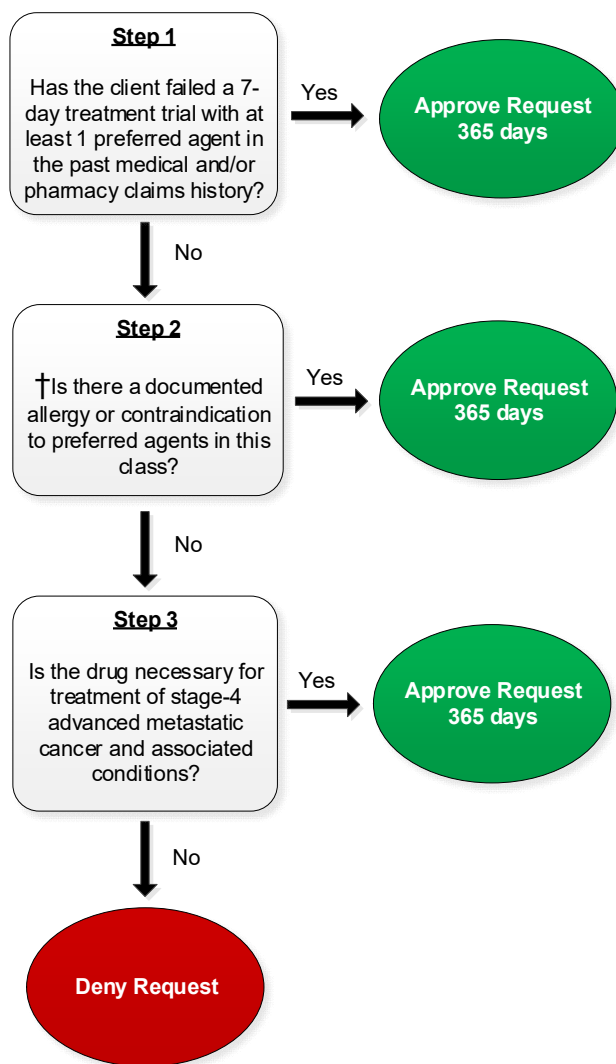 Step 1
Has the client failed a 7-
day treatment trial with at
least 1 preferred agent in
the past medical and/or
pharmacy claims history?
Yes
Approve Request
365 days
No
Step 2
†Is there a documented
allergy or contraindication
to preferred agents in this
class?
Yes
Approve Request
365 days
No
Step 3
Is the drug necessary for
treatment of stage-4
advanced metastatic
cancer and associated
conditions?
Yes
Approve Request
365 days
No
Deny Request